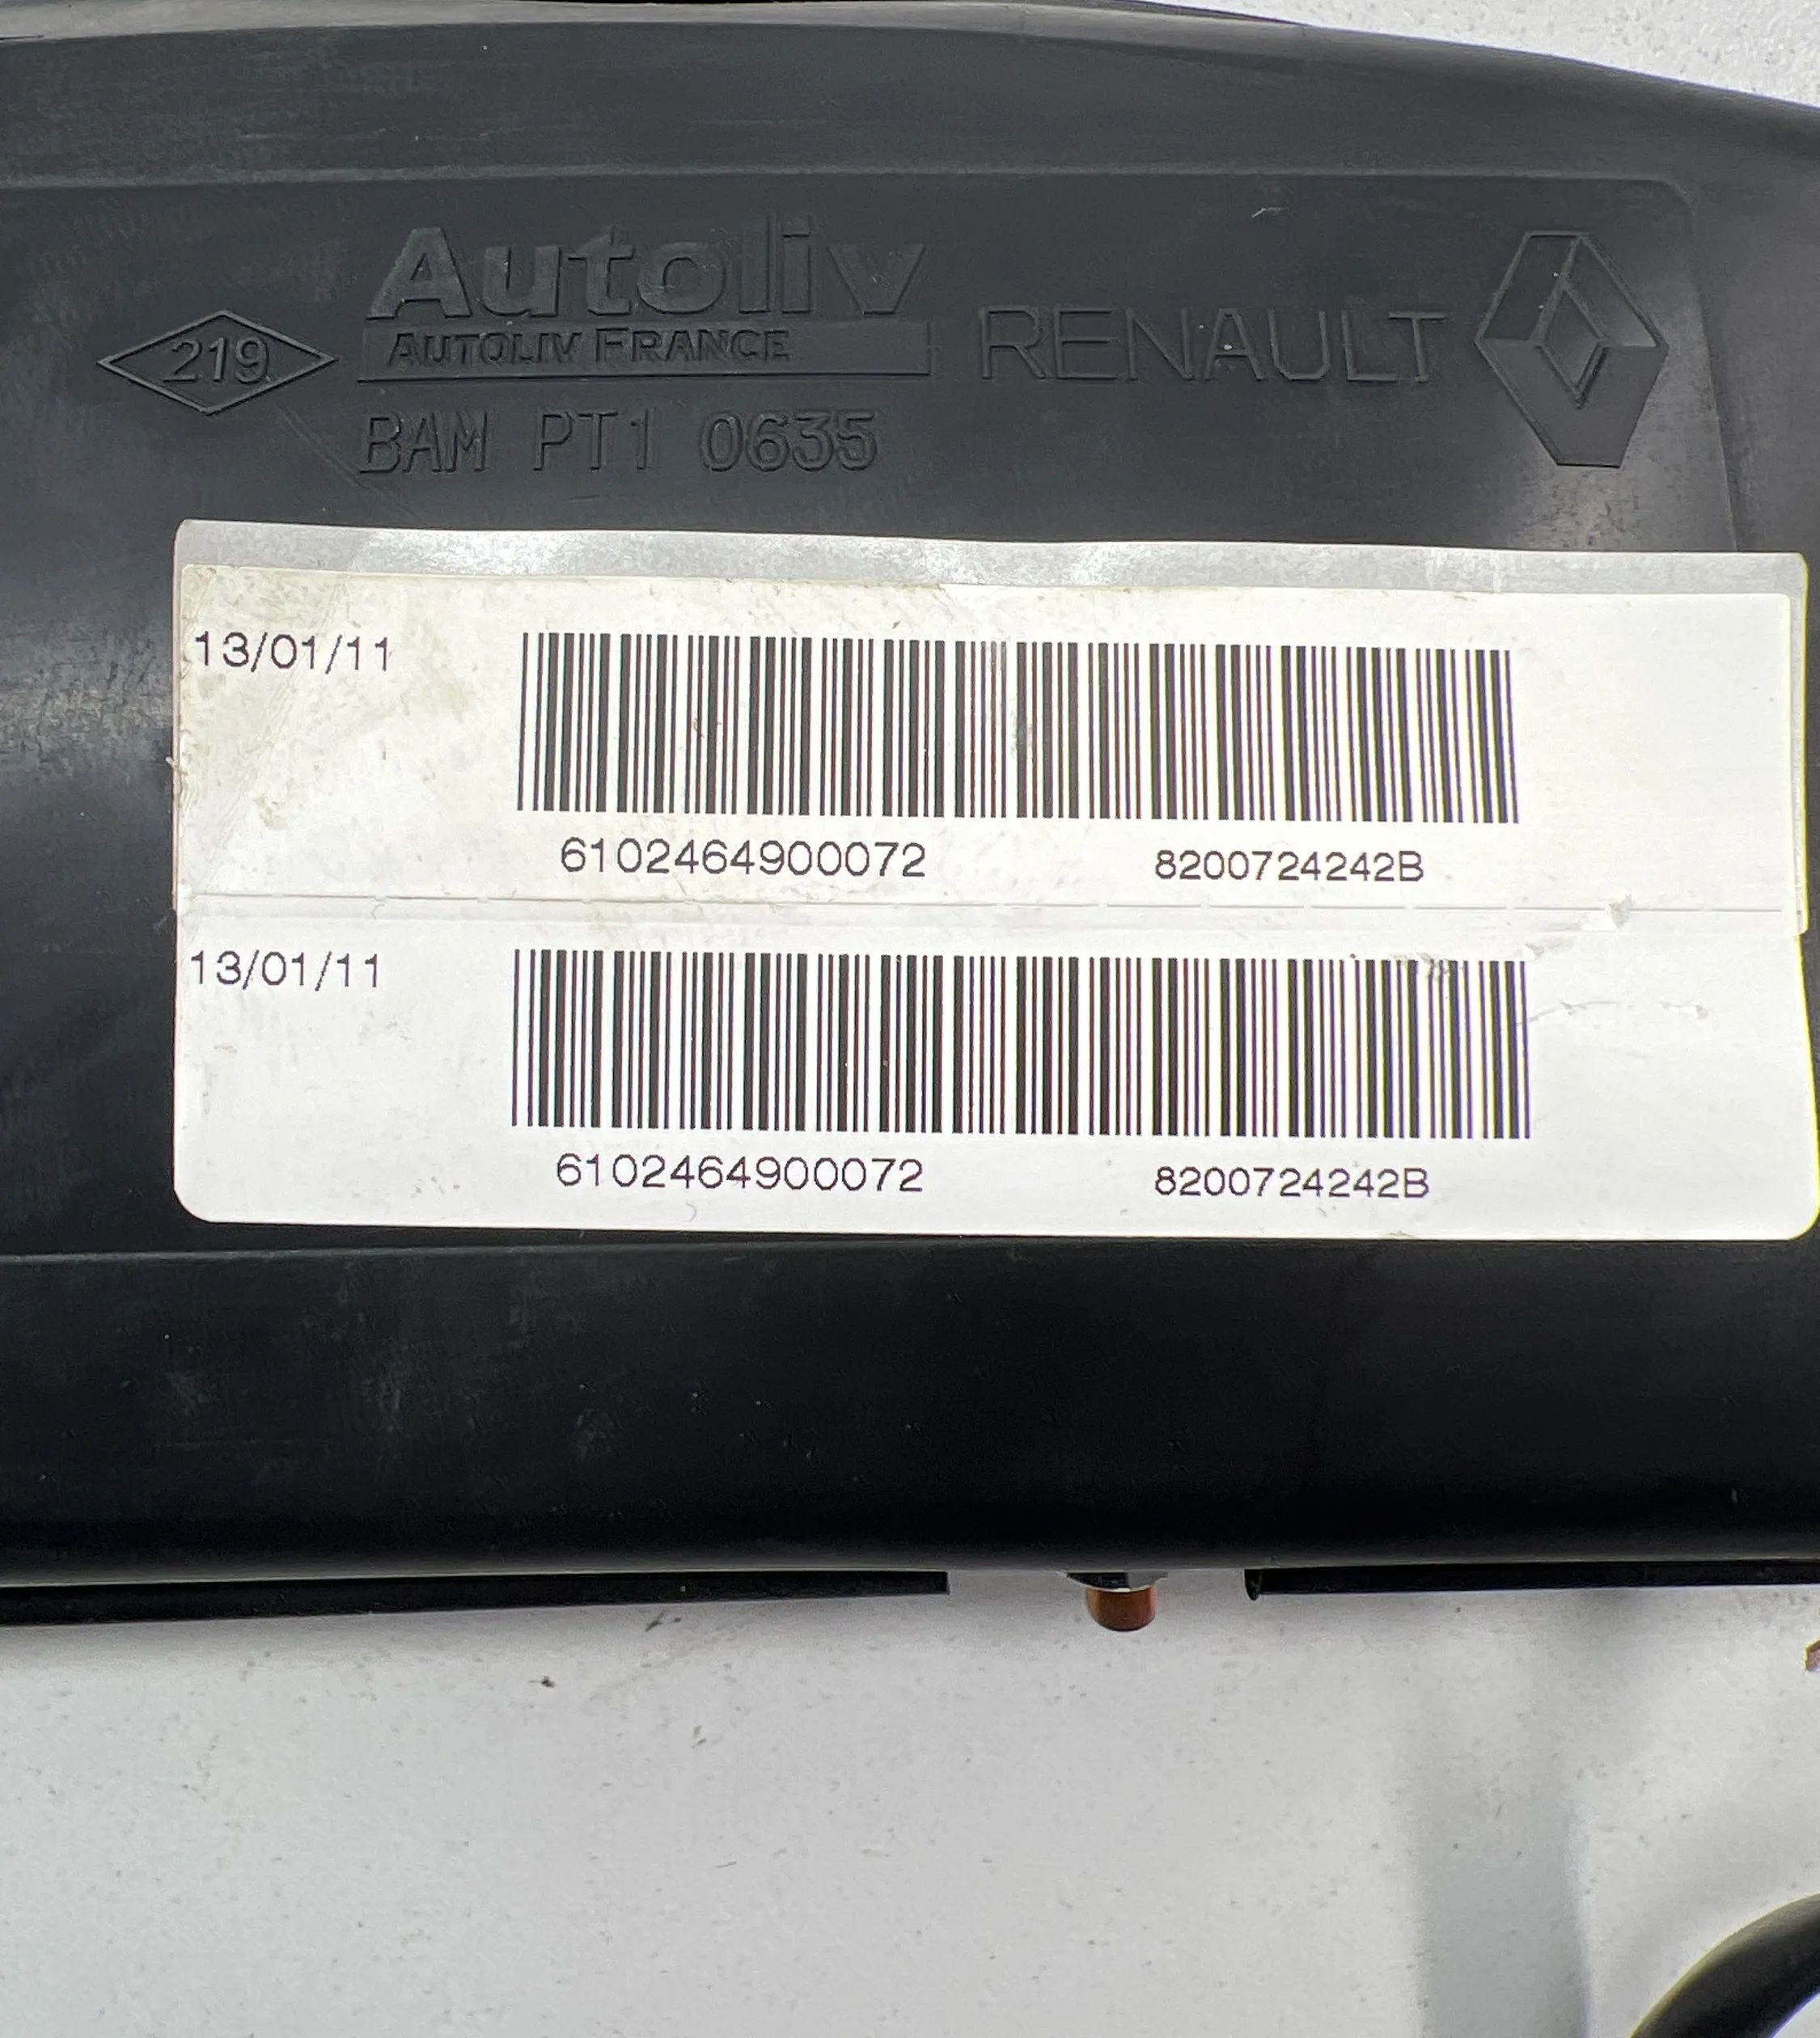 Autoliv
219 AUTOLIV FRANCE RENAULT
BAM PT1 0635
13/01/11
6102464900072 8200724242B
13/01/11
6102464900072 8200724242B